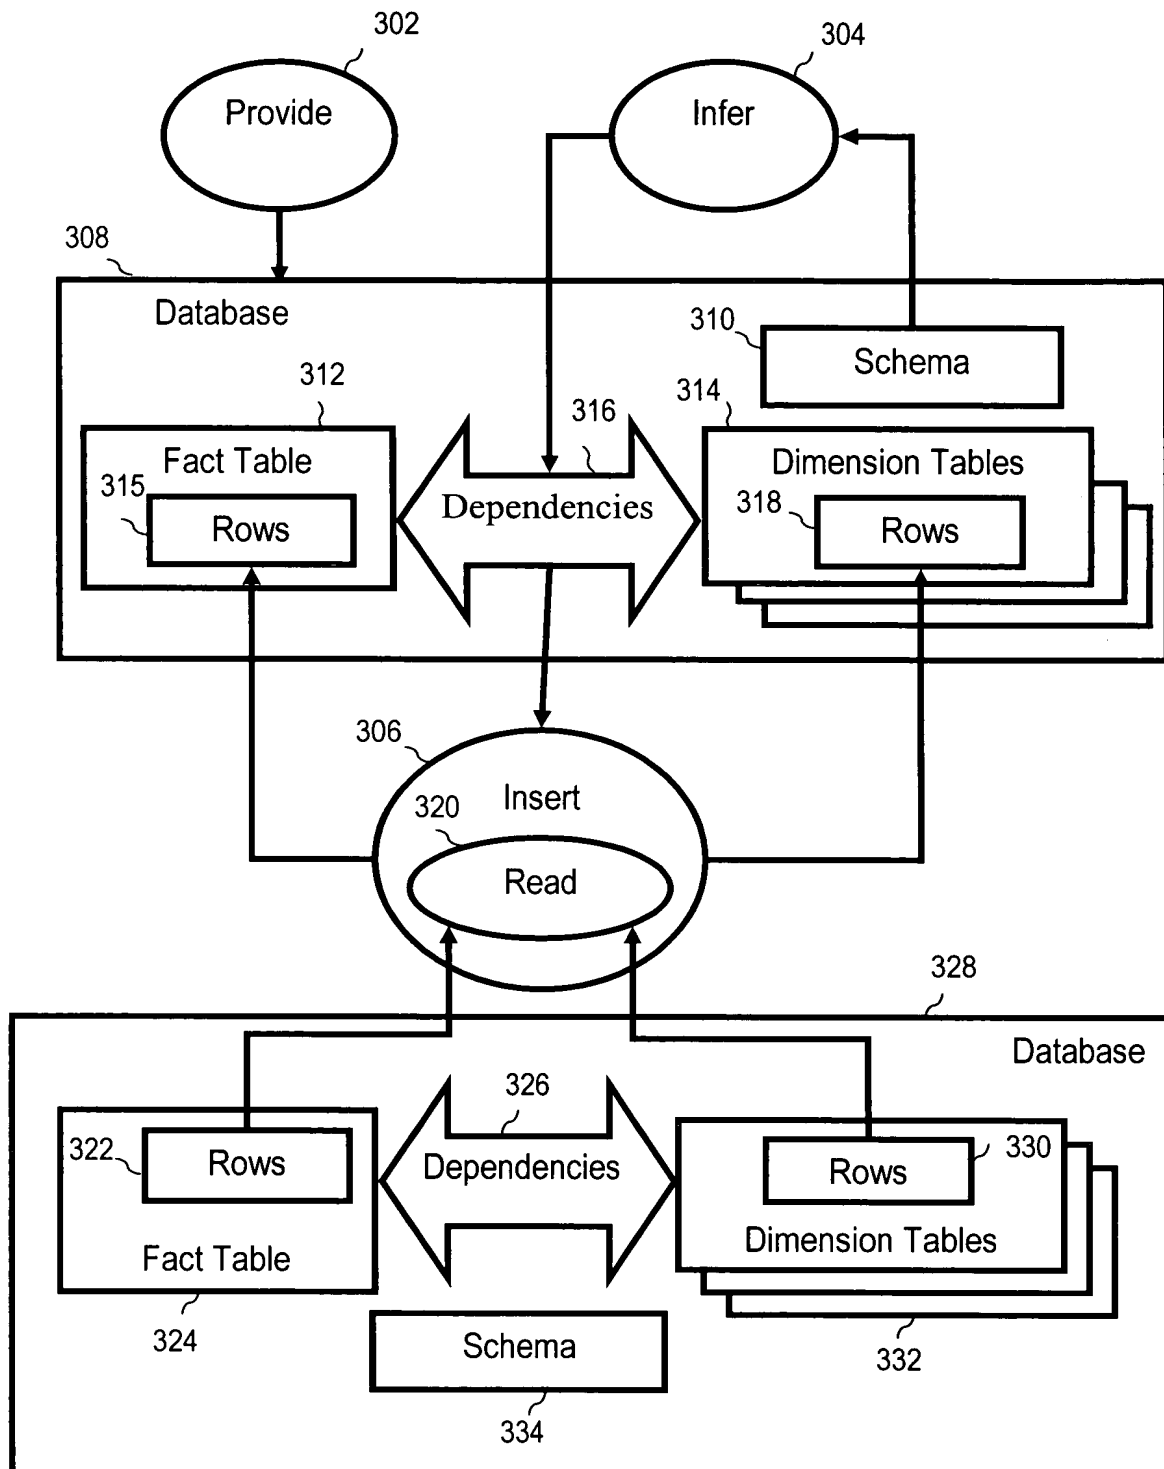 302
304
Provide
Infer
308
Database
310
Schema
312
314
316
Fact Table
Dimension Tables
315
Rows
Dependencies
318
Rows
306
Insert
320
Read
328
Database
326
322
Rows
Dependencies
Rows
330
Fact Table
Dimension Tables
324
Schema
332
334